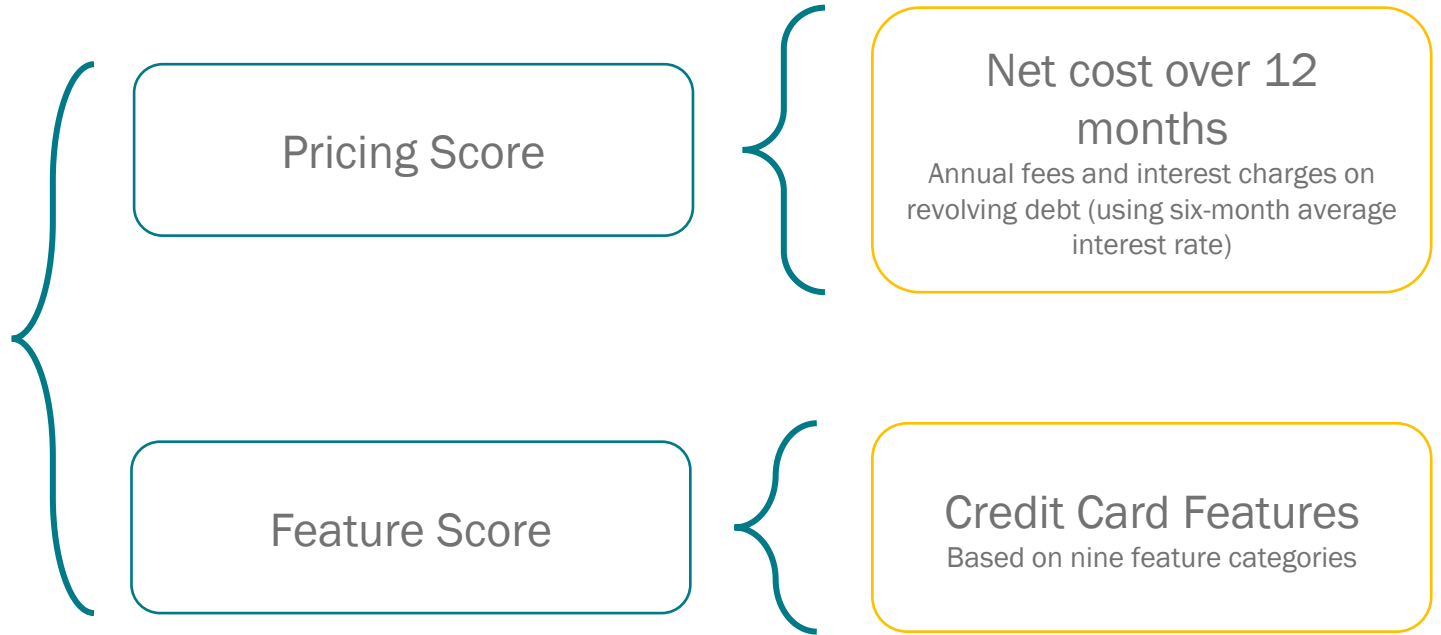 Pricing Score
Net cost over 12
months
Annual fees and interest charges on
revolving debt (using six-month average
interest rate)
Feature Score
Credit Card Features
Based on nine feature categories